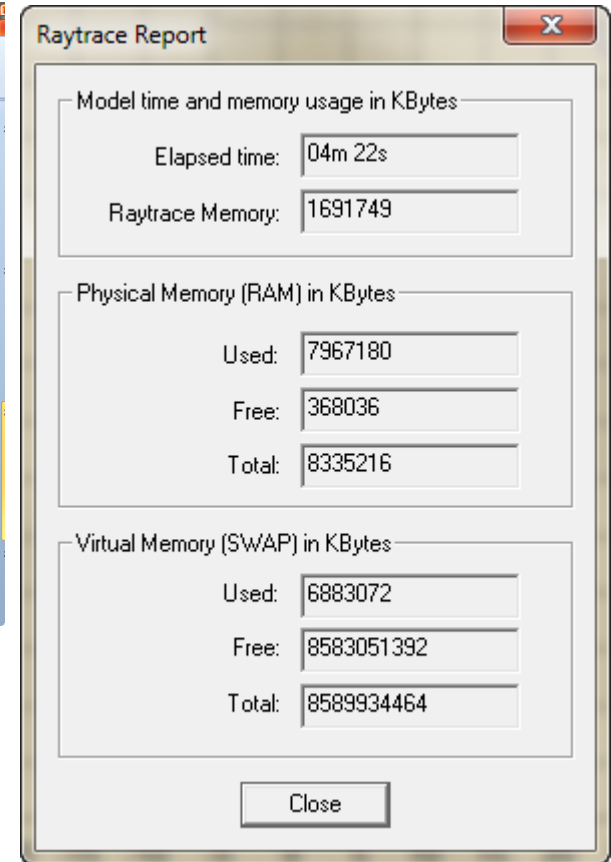 Raytrace Report
Model time and memory usage in KBytes
Elapsed time: 04m 22s
Raytrace Memory: 1691749
Physical Memory (RAM) in KBytes
Used: 7967180
Free: 368036
Total: 8335216
Virtual Memory (SWAP) in KBytes
Used: 6883072
Free: 8583051392
Total: 8589934464
Close